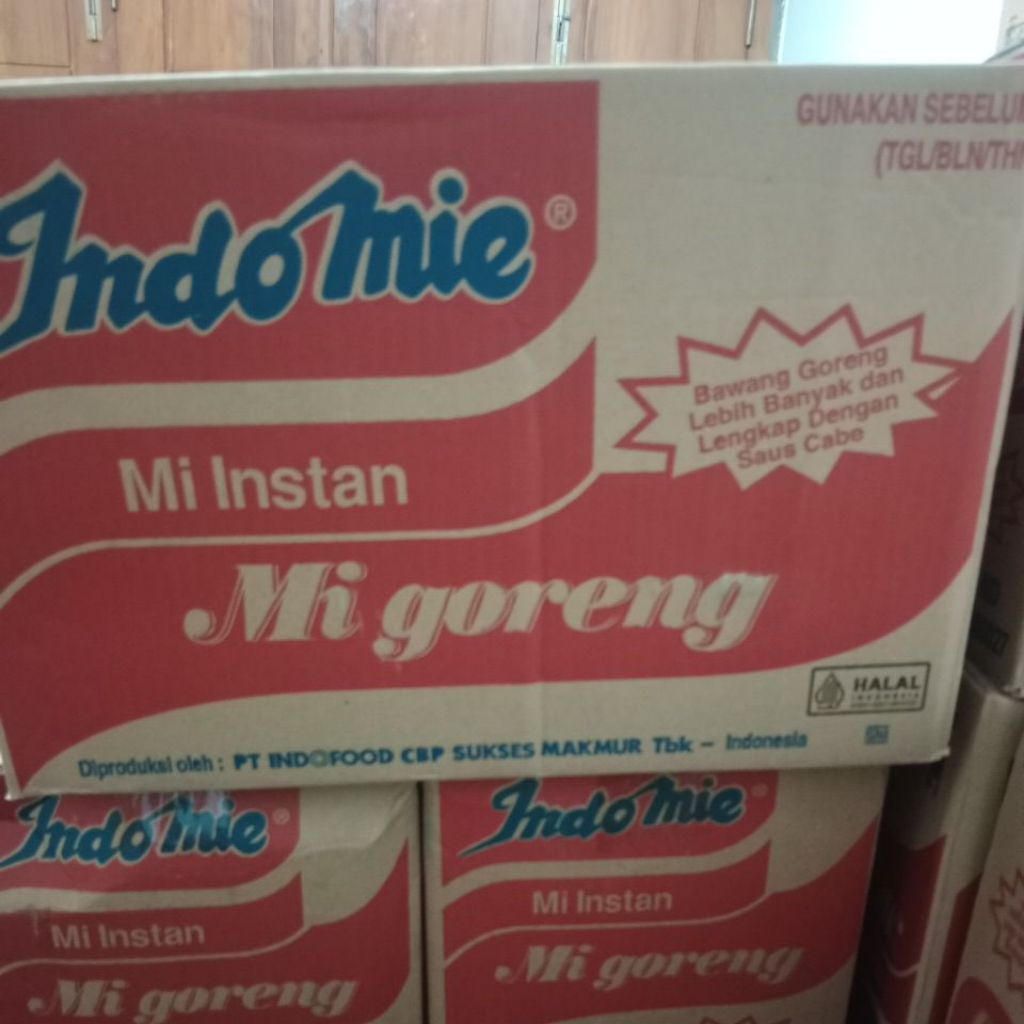 GUNAKAN SEBELUM
(TGL/BLN/THN
Indomie®
Bawang Goreng
Lebih Banyak dan
Lengkap Dengan
Saus Cabe
Mi Instan
Mi goreng
HALAL
INDONESIA
Diproduksi oleh : PT INDOFOOD CBP SUKSES MAKMUR Tbk – Indonesia
Indomie®
Mi Instan
Mi goreng
Indomie®
Mi Instan
Mi goreng